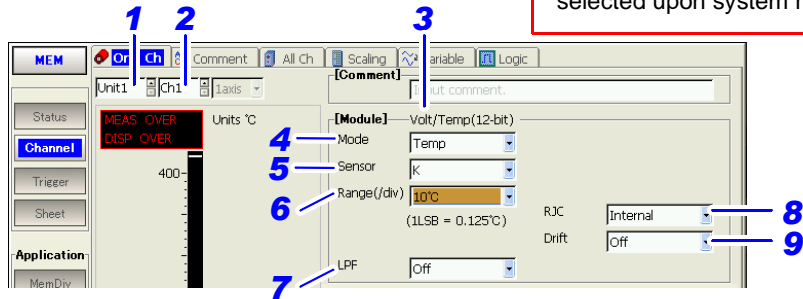 selected upon system r
1 2 3
MEM One Ch Comment All Ch Scaling Variable Logic
Unit1 Ch1 1axis
[Comment]
Input comment.
Status
MEAS OVER
DISP OVER
Units ℃
[Module] Volt/Temp(12-bit)
4 Mode Temp
Channel
5 Sensor K
400
Trigger
6 Range(/div) 10℃
(1LSB = 0.125℃)
RJC Internal 8
Sheet
Drift Off 9
Application
7 LPF Off
MemDiv